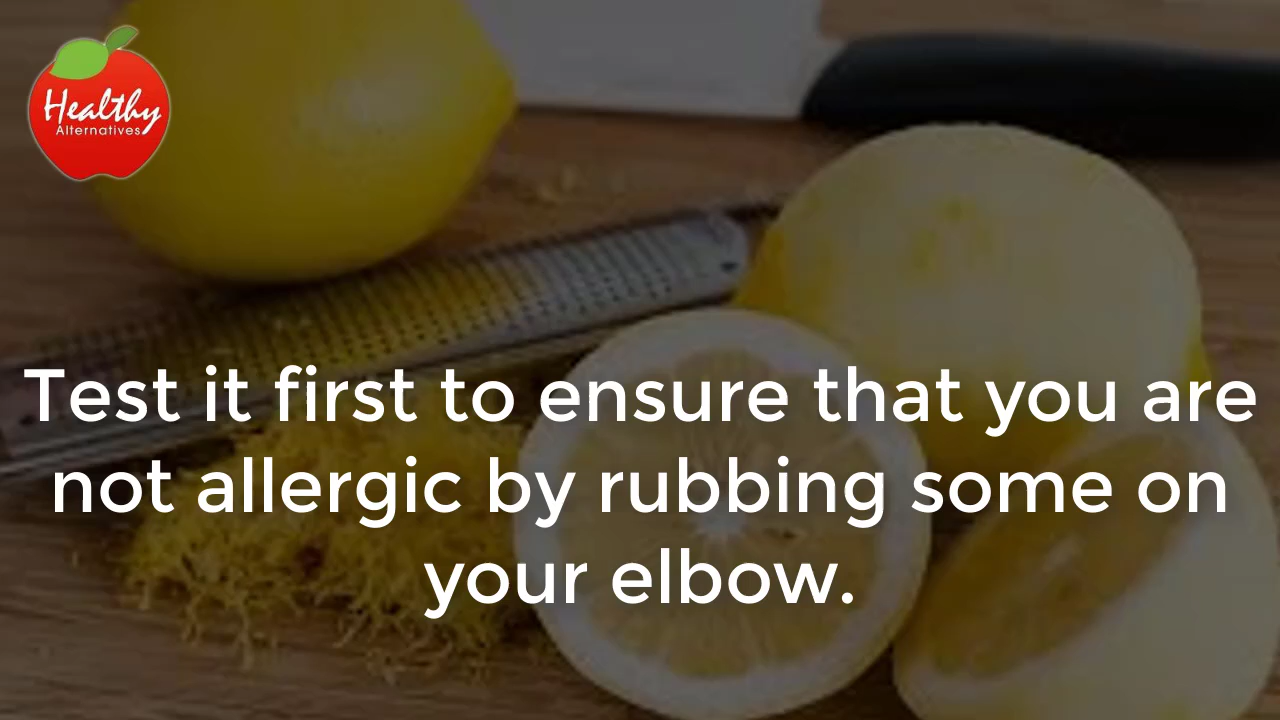 Healthy
Alternatives
Test it first to ensure that you are
not allergic by rubbing some on
your elbow.